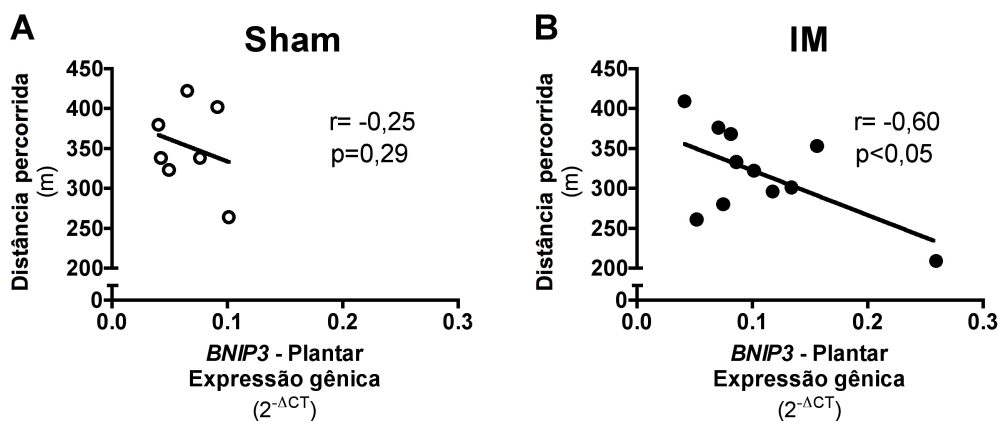 A
Sham
Distância percorrida
(m)
450
400
350
300
250
200
0
r= -0,25
p=0,29
0.0 0.1 0.2 0.3
BNIP3 - Plantar
Expressão gênica
(2-ΔCT)
B
IM
Distância percorrida
(m)
450
400
350
300
250
200
0
r= -0,60
p<0,05
0.0 0.1 0.2 0.3
BNIP3 - Plantar
Expressão gênica
(2-ΔCT)